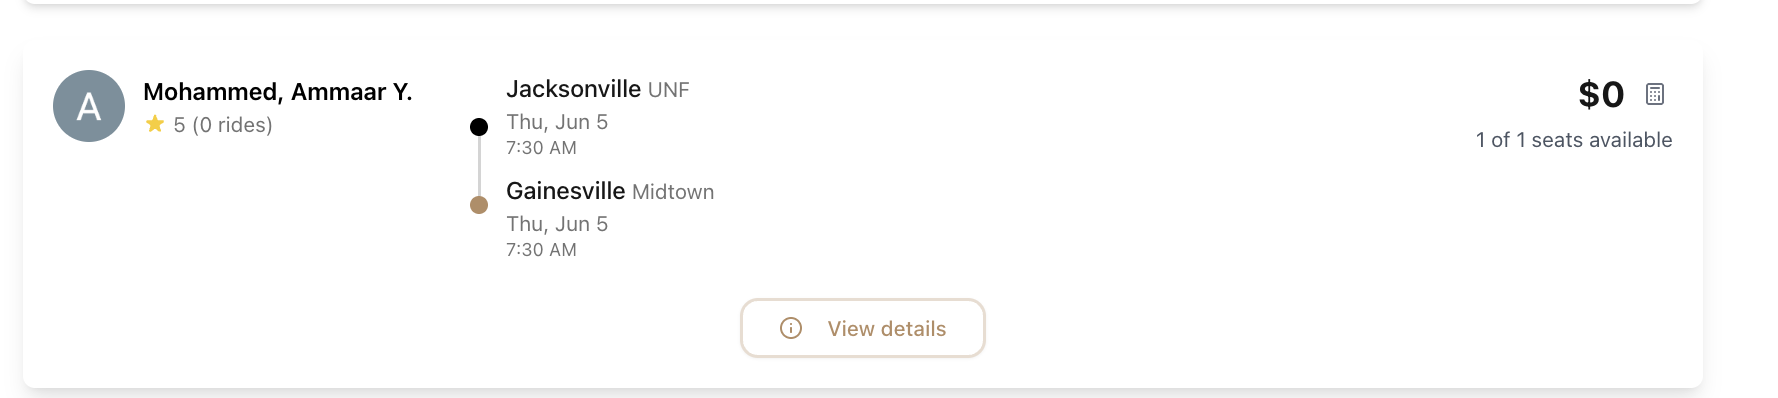 A
Mohammed, Ammaar Y.
5 (0 rides)
Jacksonville UNF
Thu, Jun 5
7:30 AM
Gainesville Midtown
Thu, Jun 5
7:30 AM
$0
1 of 1 seats available
View details